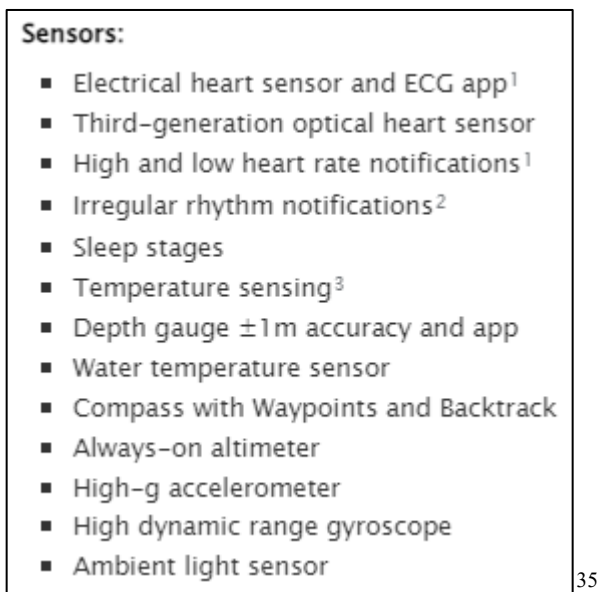 Sensors:
▪ Electrical heart sensor and ECG app¹
▪ Third-generation optical heart sensor
▪ High and low heart rate notifications¹
▪ Irregular rhythm notifications²
▪ Sleep stages
▪ Temperature sensing³
▪ Depth gauge ±1m accuracy and app
▪ Water temperature sensor
▪ Compass with Waypoints and Backtrack
▪ Always-on altimeter
▪ High-g accelerometer
▪ High dynamic range gyroscope
▪ Ambient light sensor
35